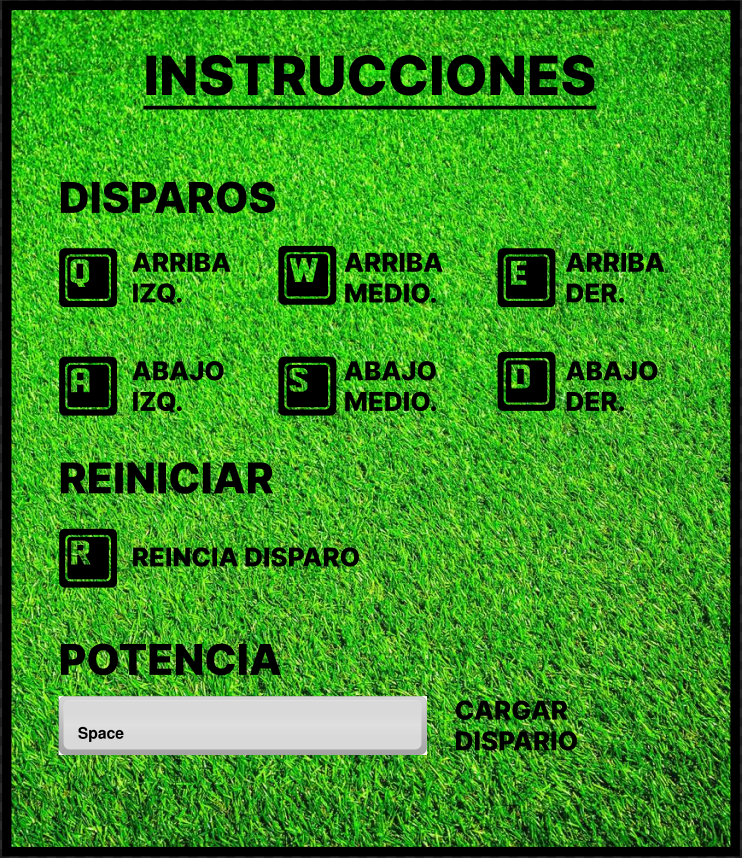 INSTRUCCIONES
DISPAROS
Q ARRIBA IZQ. W ARRIBA MEDIO. E ARRIBA DER.
A ABAJO IZQ. S ABAJO MEDIO. D ABAJO DER.
REINICIAR
R REINCIA DISPARO
POTENCIA
Space CARGAR DISPARIO